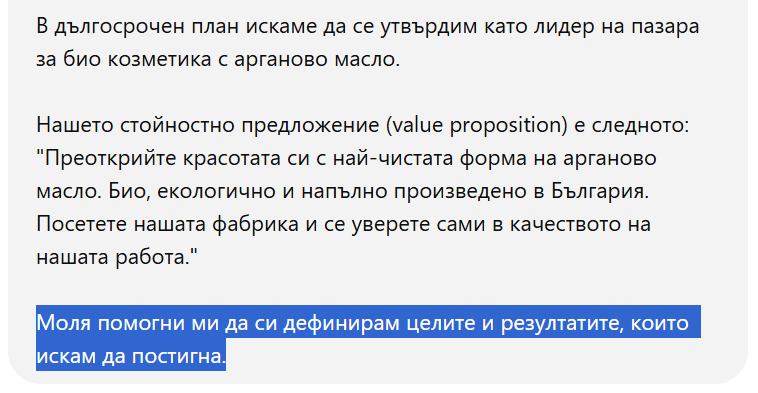 В дългосрочен план искаме да се утвърдим като лидер на пазара
за био козметика с арганово масло.
Нашето стойностно предложение (value proposition) е следното:
"Преоткрийте красотата си с най-чистата форма на арганово
масло. Био, екологично и напълно произведено в България.
Посетете нашата фабрика и се уверете сами в качеството на
нашата работа."
Моля помогни ми да си дефинирам целите и резултатите, които
искам да постигна.